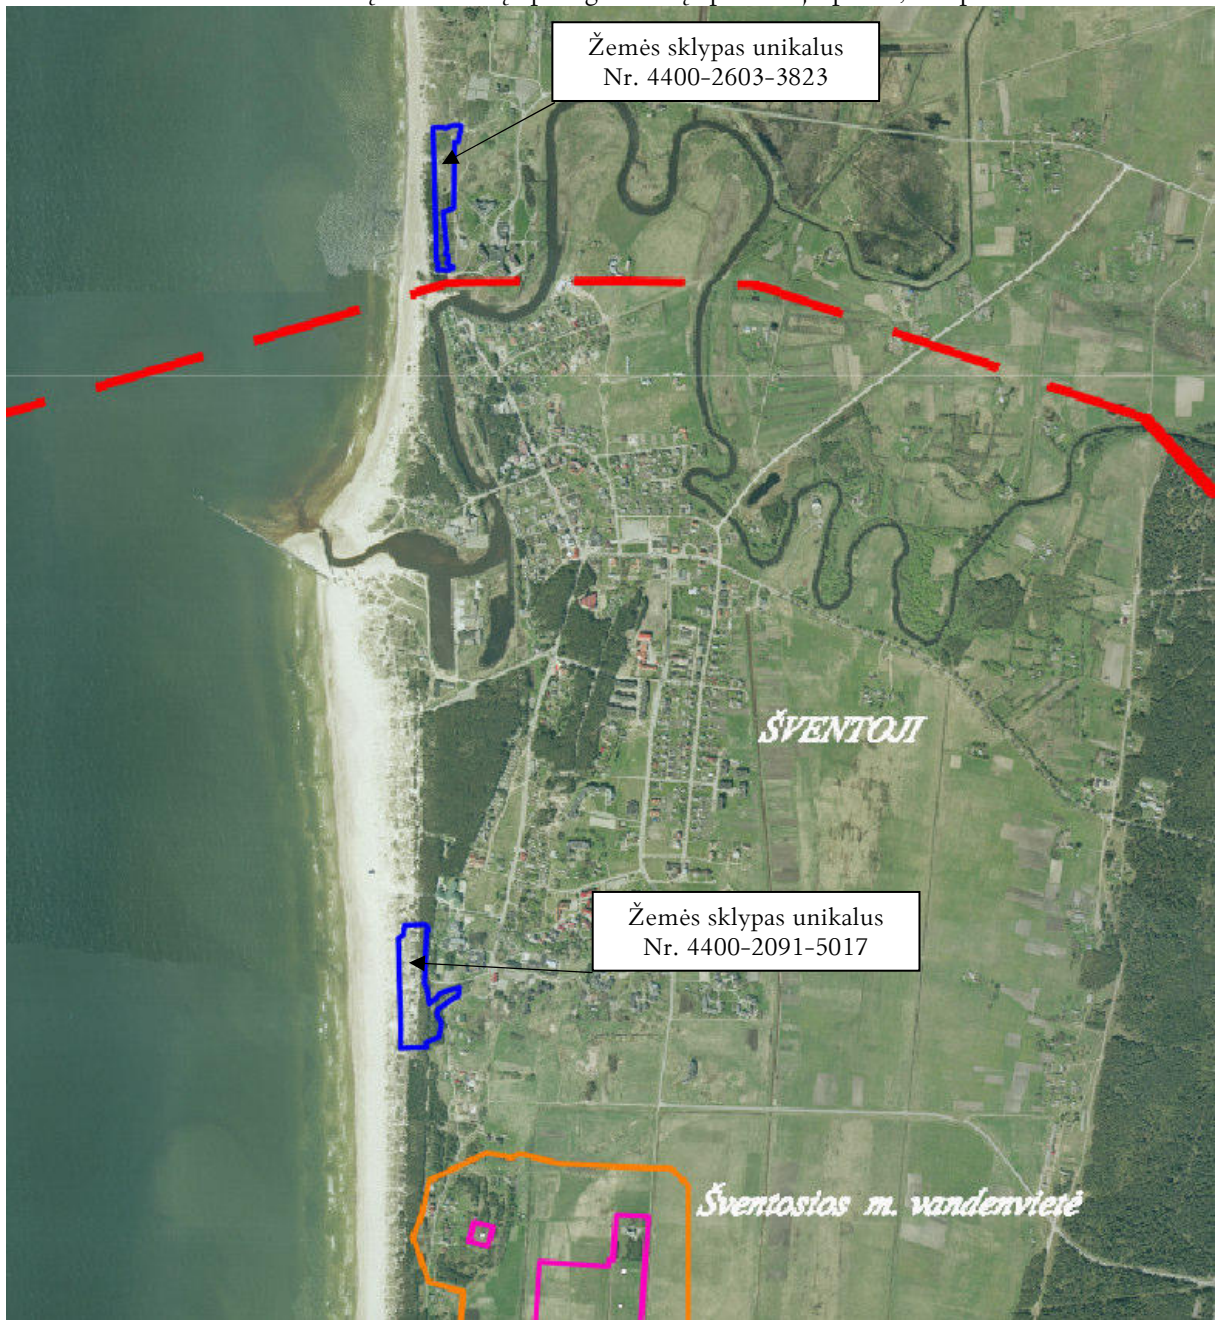 Žemės sklypas unikalus
Nr. 4400-2603-3823
ŠVENTOJI
Žemės sklypas unikalus
Nr. 4400-2091-5017
Šventosios m. vandenvietė